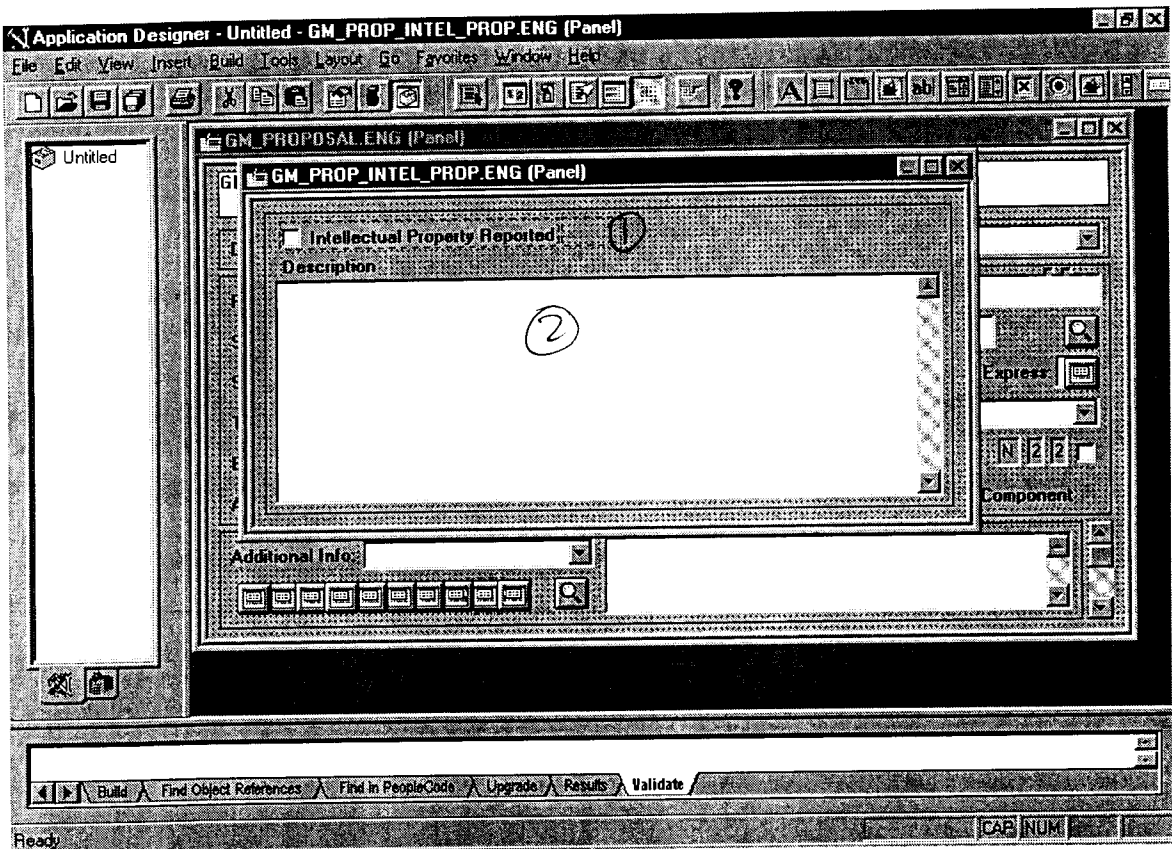 Application Designer - Untitled - GM_PROP_INTEL_PROP.ENG (Panel)
File Edit View Insert Build Tools Layout Go Favorites Window Help
Untitled
GM_PROPOSAL.ENG (Panel)
GM_PROP_INTEL_PROP.ENG (Panel)
Intellectual Property Reported
1
Description
2
Express:
N 2 2
Component
Additional Info:
Build Find Object References Find in PeopleCode Upgrade Results Validate
Ready CAP NUM